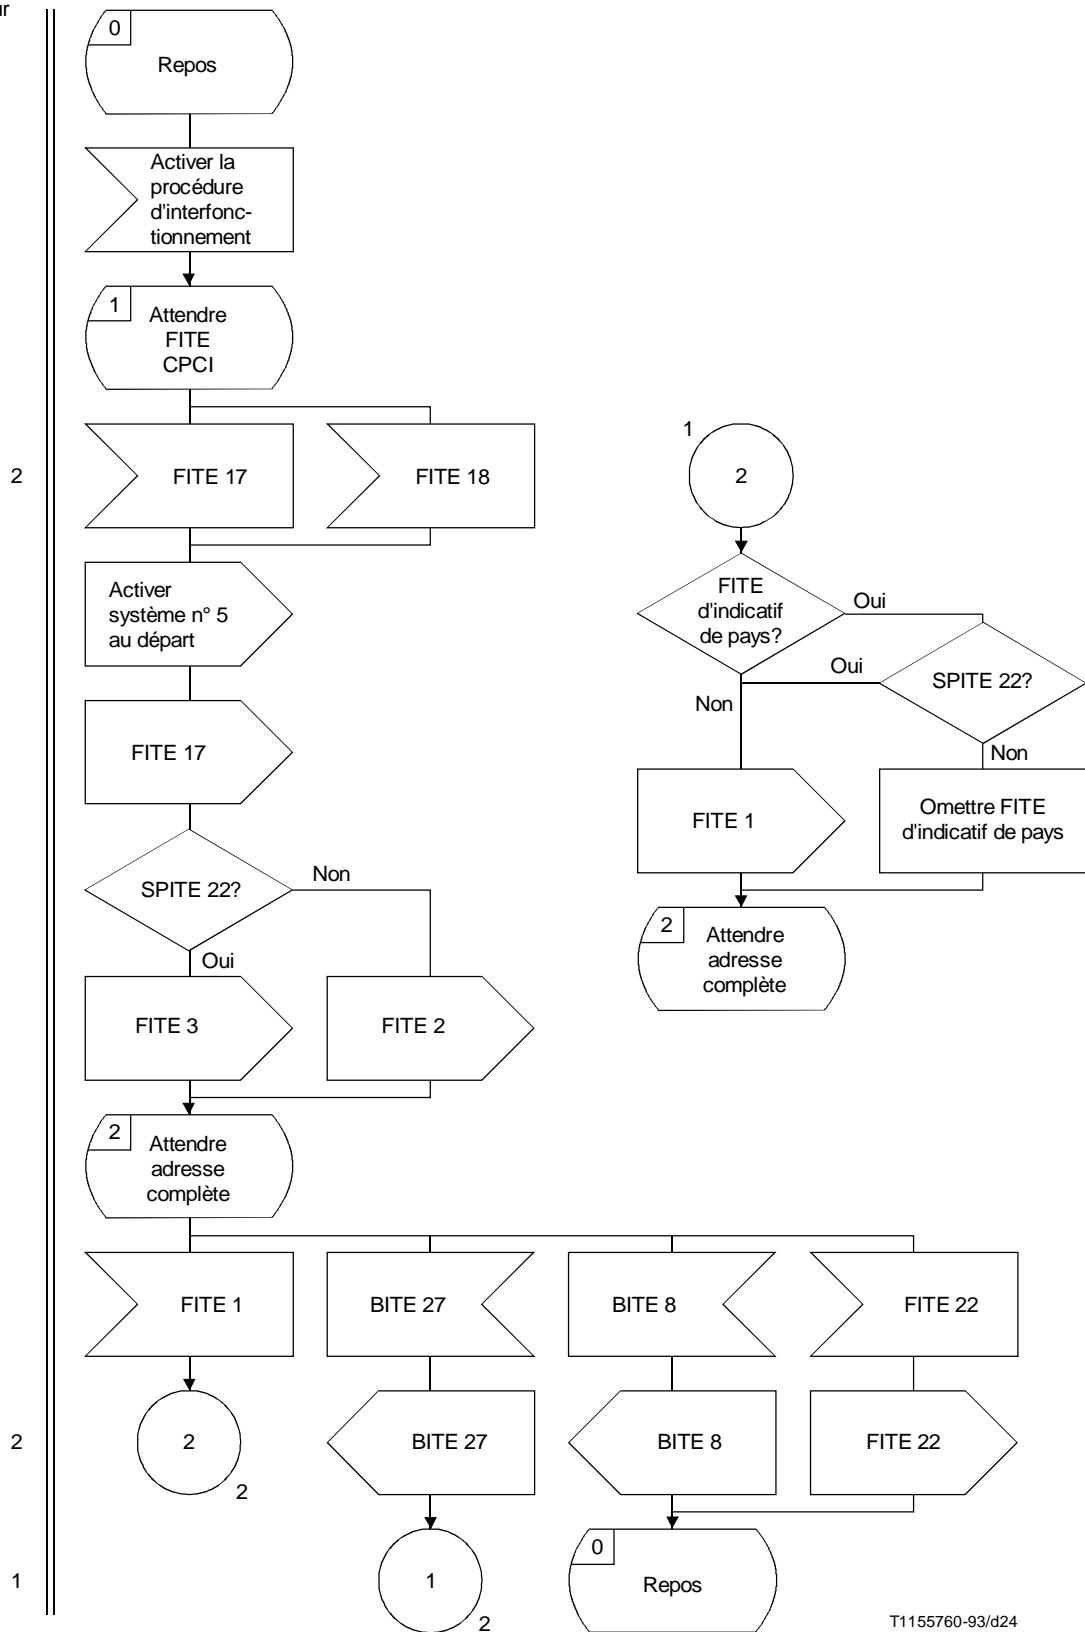 ur
0
Repos
Activer la
procédure
d'interfonc-
tionnement
1
Attendre
FITE
CPCI
2
FITE 17
FITE 18
Activer
système n° 5
au départ
FITE 17
SPITE 22?
Non
Oui
FITE 3
FITE 2
2
Attendre
adresse
complète
FITE 1
BITE 27
BITE 8
FITE 22
2
2
2
BITE 27
BITE 8
FITE 22
1
1
2
0
Repos
1
2
FITE
d'indicatif
de pays?
Oui
Oui
SPITE 22?
Non
Non
FITE 1
Omettre FITE
d'indicatif de pays
2
Attendre
adresse
complète
T1155760-93/d24